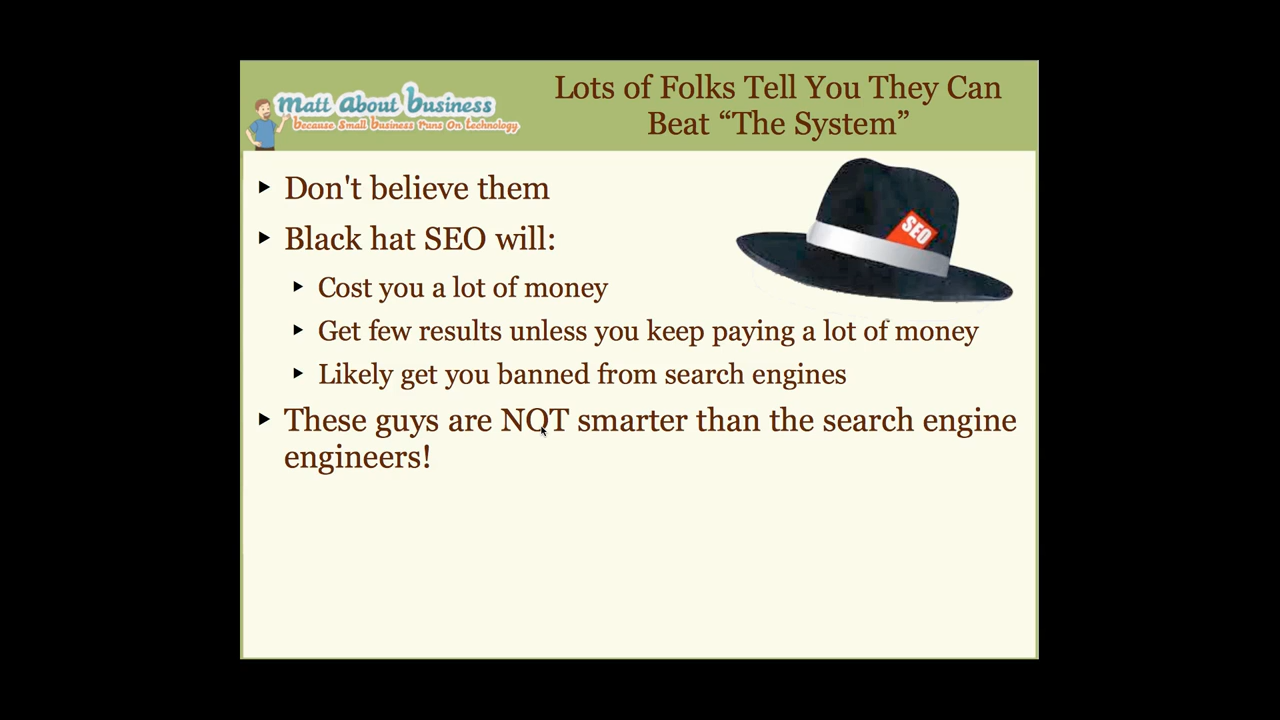 Matt About Business
Because Small Business Runs On Technology
Lots of Folks Tell You They Can
Beat “The System”
SEO
Don't believe them
Black hat SEO will:
Cost you a lot of money
Get few results unless you keep paying a lot of money
Likely get you banned from search engines
These guys are NOT smarter than the search engine
engineers!